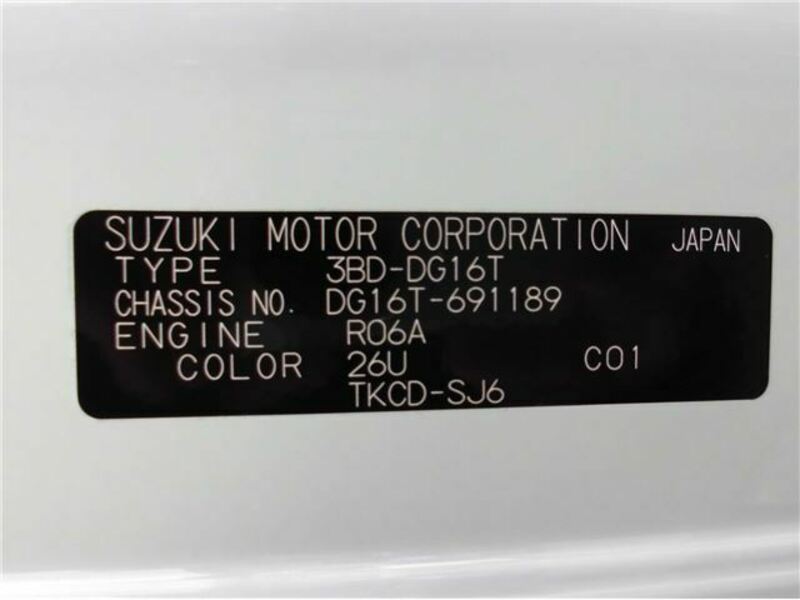 SUZUKI MOTOR CORPORATION JAPAN
TYPE 3BD-DG16T
CHASSIS NO. DG16T-691189
ENGINE R06A
COLOR 26U C01
TKCD-SJ6